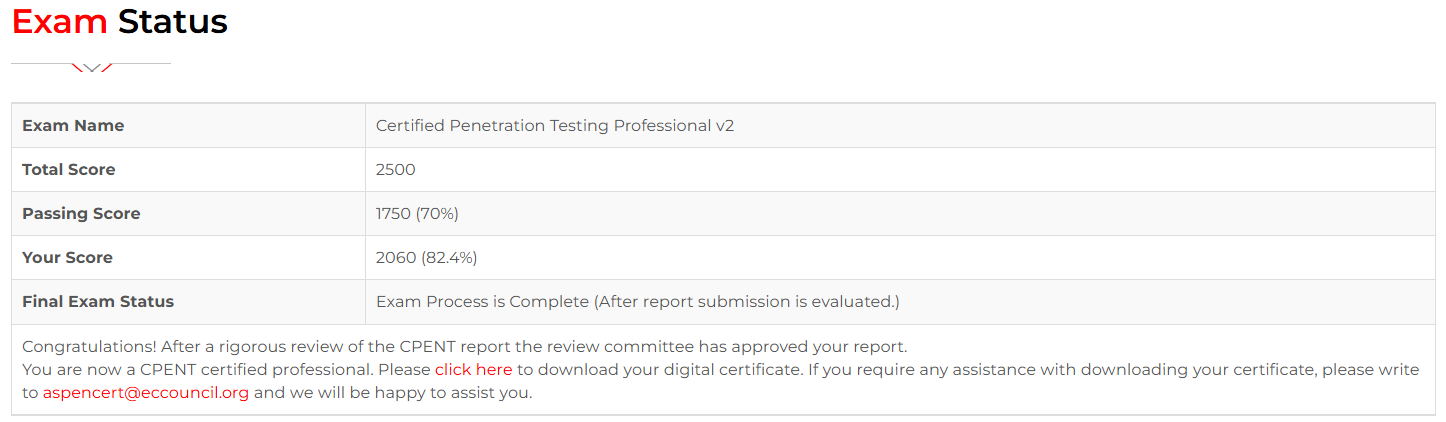 Exam Status
Exam Name
Certified Penetration Testing Professional v2
Total Score
2500
Passing Score
1750 (70%)
Your Score
2060 (82.4%)
Final Exam Status
Exam Process is Complete (After report submission is evaluated.)
Congratulations! After a rigorous review of the CPENT report the review committee has approved your report.
You are now a CPENT certified professional. Please click here to download your digital certificate. If you require any assistance with downloading your certificate, please write
to aspencert@eccouncil.org and we will be happy to assist you.